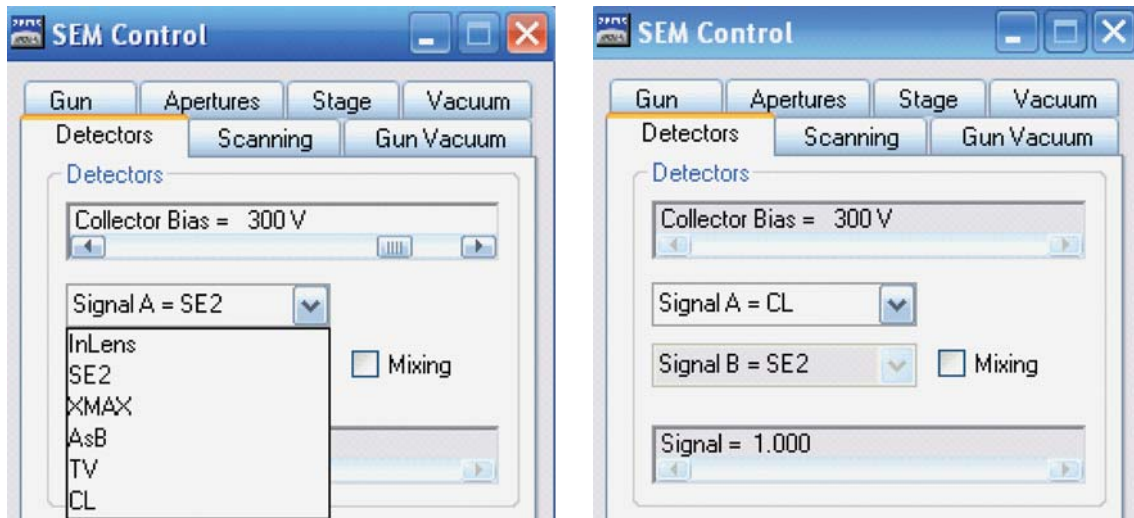 SEM Control
Gun Apertures Stage Vacuum
Detectors Scanning Gun Vacuum
Detectors
Collector Bias = 300 V
Signal A = SE2
InLens
SE2
XMAX
AsB
TV
CL
Mixing
SEM Control
Gun Apertures Stage Vacuum
Detectors Scanning Gun Vacuum
Detectors
Collector Bias = 300 V
Signal A = CL
Signal B = SE2 Mixing
Signal = 1.000